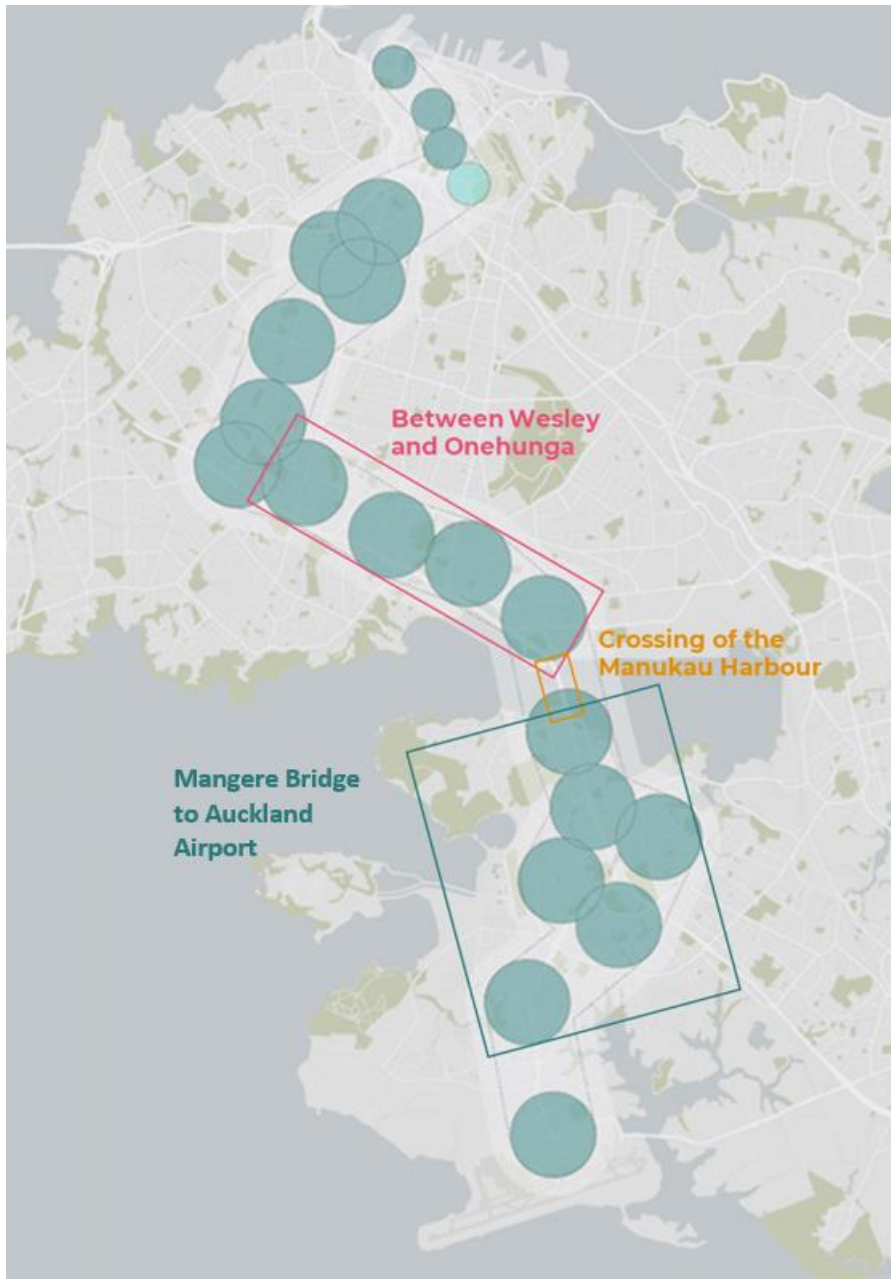 Between Wesley
and Onehunga
Crossing of the
Manukau Harbour
Mangere Bridge
to Auckland
Airport